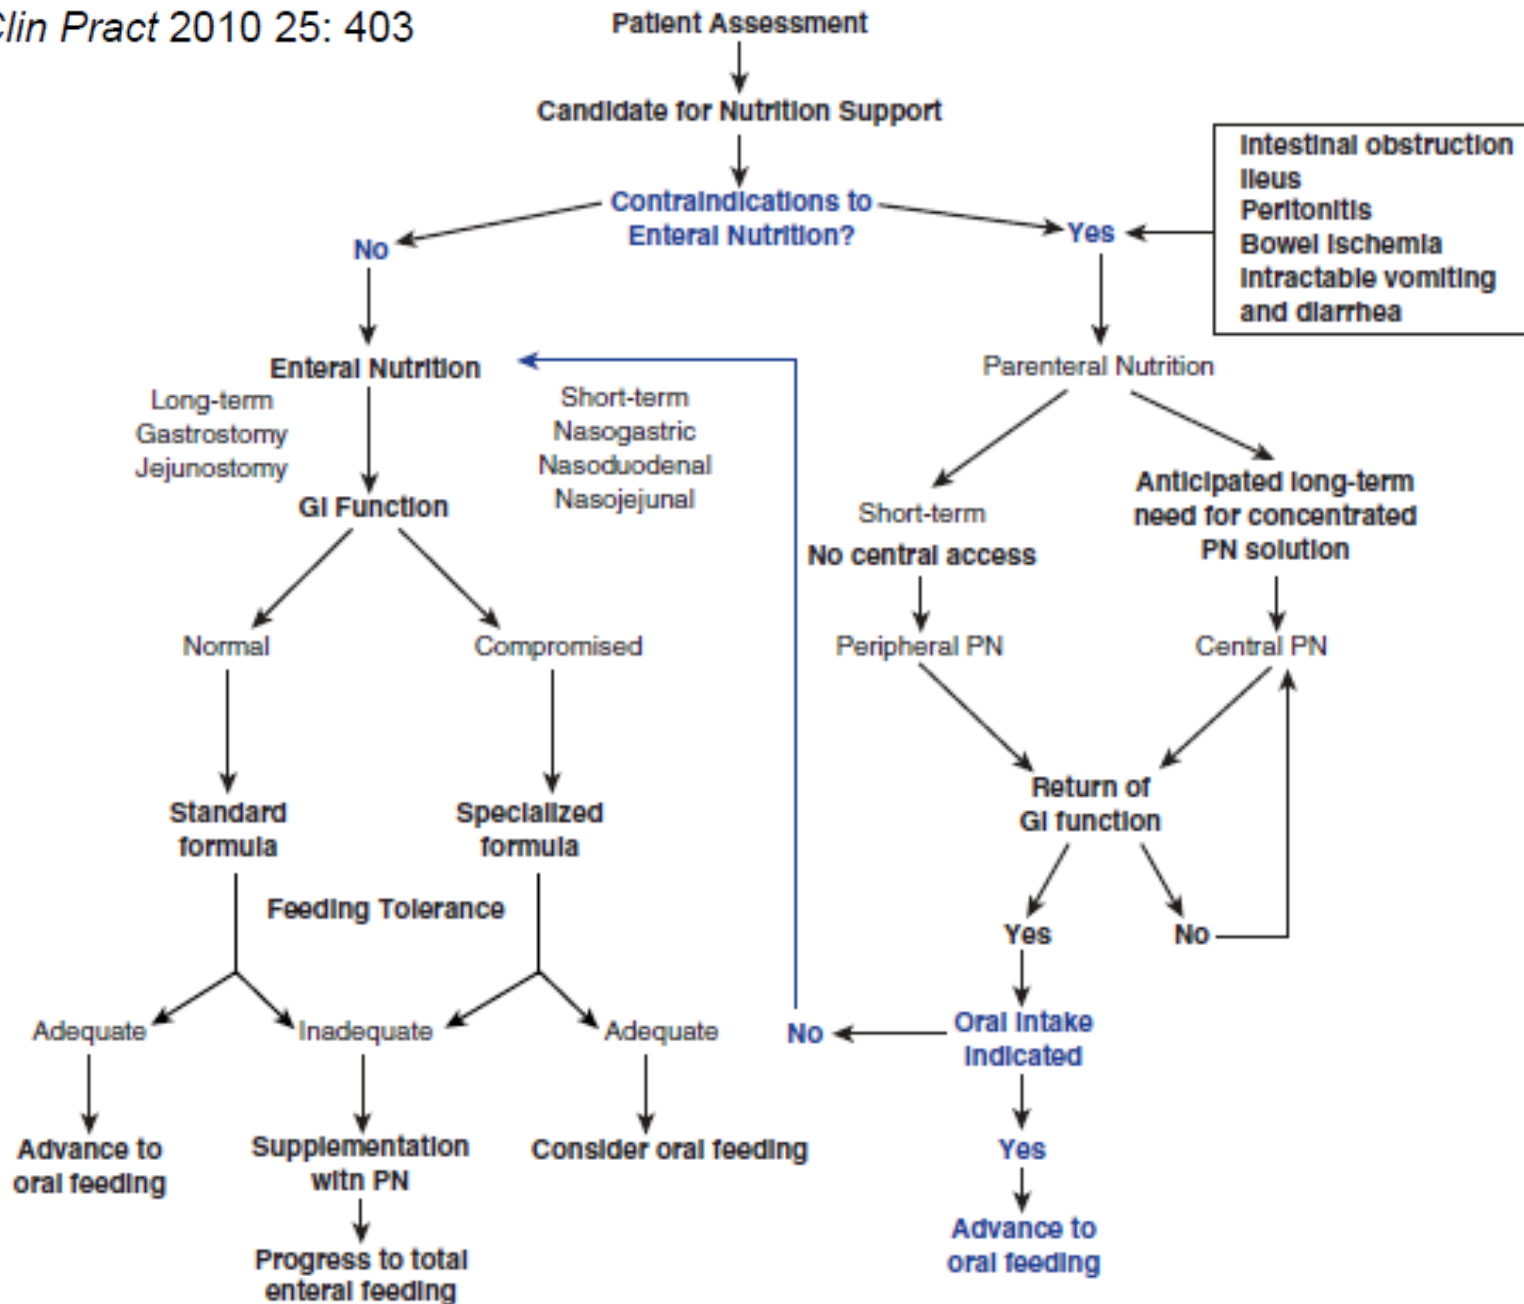 Clin Pract 2010 25: 403
Patient Assessment
Candidate for Nutrition Support
Contraindications to
Enteral Nutrition?
No
Yes
Intestinal obstruction
Ileus
Peritonitis
Bowel ischemia
Intractable vomiting
and diarrhea
Enteral Nutrition
Long-term
Gastrostomy
Jejunostomy
Short-term
Nasogastric
Nasoduodenal
Nasojejunal
GI Function
Normal
Compromised
Standard
formula
Specialized
formula
Feeding Tolerance
Adequate
Inadequate
Adequate
Advance to
oral feeding
Supplementation
with PN
Progress to total
enteral feeding
Consider oral feeding
Parenteral Nutrition
Short-term
No central access
Anticipated long-term
need for concentrated
PN solution
Peripheral PN
Central PN
Return of
GI function
Yes
No
Oral intake
indicated
No
Yes
Advance to
oral feeding